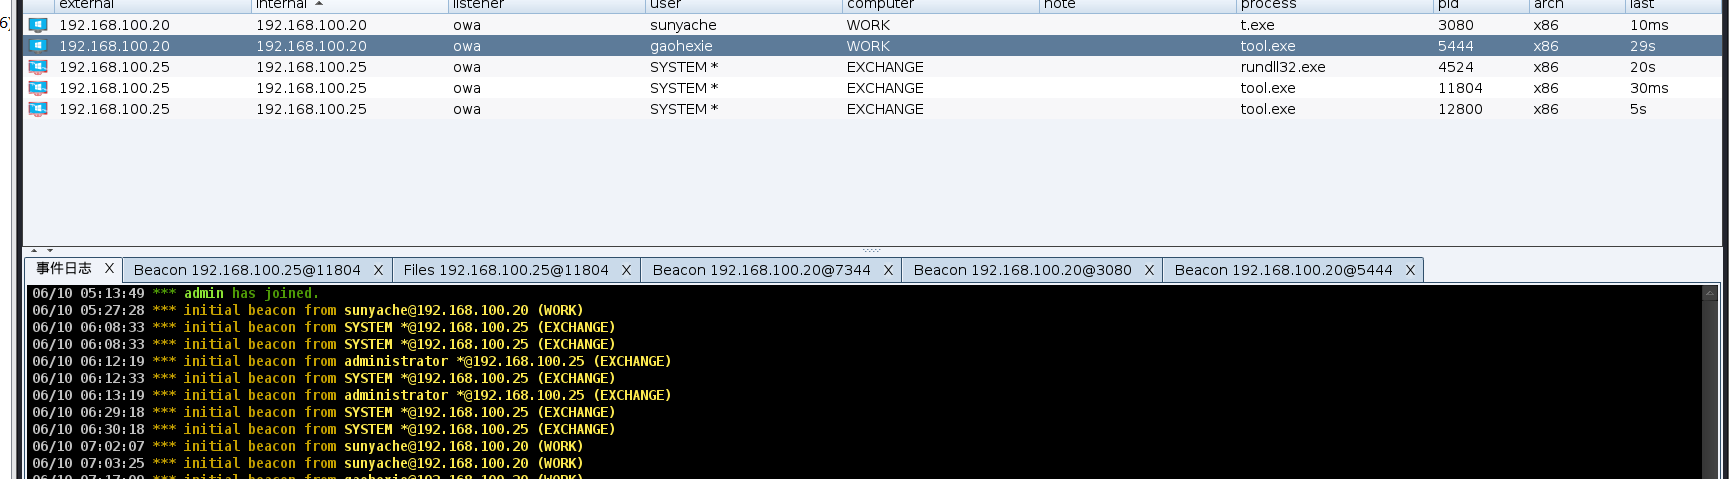 external internal listener user computer note process pid arch last
192.168.100.20 192.168.100.20 owa sunyache WORK t.exe 3080 x86 10ms
192.168.100.20 192.168.100.20 owa gaohexie WORK tool.exe 5444 x86 29s
192.168.100.25 192.168.100.25 owa SYSTEM * EXCHANGE rundll32.exe 4524 x86 20s
192.168.100.25 192.168.100.25 owa SYSTEM * EXCHANGE tool.exe 11804 x86 30ms
192.168.100.25 192.168.100.25 owa SYSTEM * EXCHANGE tool.exe 12800 x86 5s
事件日志 X Beacon 192.168.100.25@11804 X Files 192.168.100.25@11804 X Beacon 192.168.100.20@7344 X Beacon 192.168.100.20@3080 X Beacon 192.168.100.20@5444 X
06/10 05:13:49 *** admin has joined.
06/10 05:27:28 *** initial beacon from sunyache@192.168.100.20 (WORK)
06/10 06:08:33 *** initial beacon from SYSTEM *@192.168.100.25 (EXCHANGE)
06/10 06:08:33 *** initial beacon from SYSTEM *@192.168.100.25 (EXCHANGE)
06/10 06:12:19 *** initial beacon from administrator *@192.168.100.25 (EXCHANGE)
06/10 06:12:33 *** initial beacon from SYSTEM *@192.168.100.25 (EXCHANGE)
06/10 06:13:19 *** initial beacon from administrator *@192.168.100.25 (EXCHANGE)
06/10 06:29:18 *** initial beacon from SYSTEM *@192.168.100.25 (EXCHANGE)
06/10 06:30:18 *** initial beacon from SYSTEM *@192.168.100.25 (EXCHANGE)
06/10 07:02:07 *** initial beacon from sunyache@192.168.100.20 (WORK)
06/10 07:03:25 *** initial beacon from sunyache@192.168.100.20 (WORK)